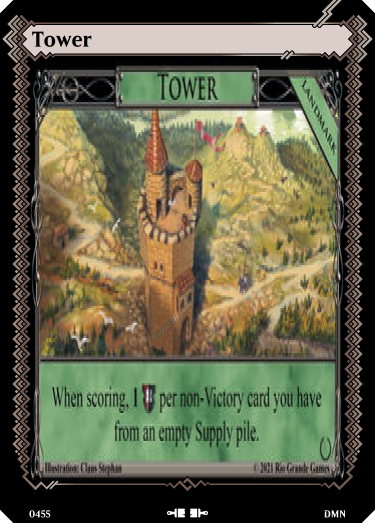 Tower
TOWER
LANDMARK
When scoring, 1 per non-Victory card you have
from an empty Supply pile.
Illustration: Claus Stephan
© 2021 Rio Grande Games
0455
DMN